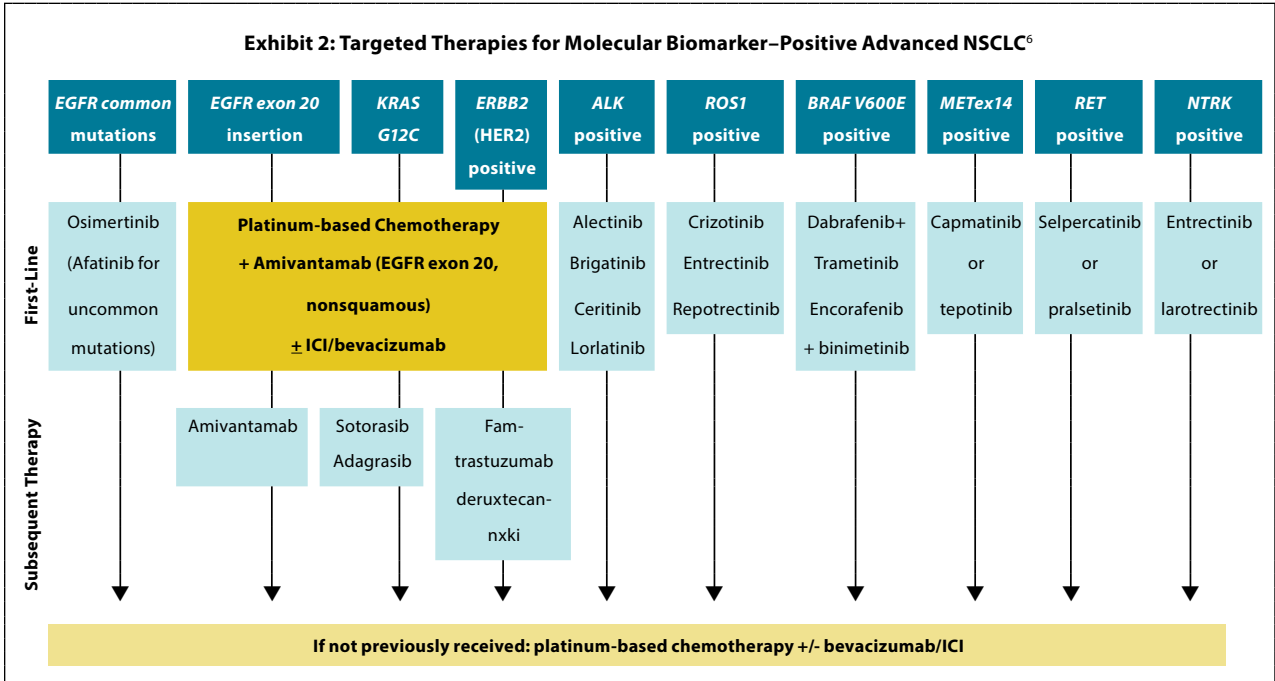 Exhibit 2: Targeted Therapies for Molecular Biomarker–Positive Advanced NSCLC⁶
EGFR common
mutations
EGFR exon 20
insertion
KRAS
G12C
ERBB2
(HER2)
positive
ALK
positive
ROS1
positive
BRAF V600E
positive
METex14
positive
RET
positive
NTRK
positive
First-Line
Osimertinib
(Afatinib for
uncommon
mutations)
Platinum-based Chemotherapy
+ Amivantamab (EGFR exon 20,
nonsquamous)
± ICI/bevacizumab
Alectinib
Brigatinib
Ceritinib
Lorlatinib
Crizotinib
Entrectinib
Repotrectinib
Dabrafenib+
Trametinib
Encorafenib
+ binimetinib
Capmatinib
or
tepotinib
Selpercatinib
or
pralsetinib
Entrectinib
or
larotrectinib
Subsequent Therapy
Amivantamab
Sotorasib
Adagrasib
Fam-
trastuzumab
deruxtecan-
nxki
If not previously received: platinum-based chemotherapy +/- bevacizumab/ICI